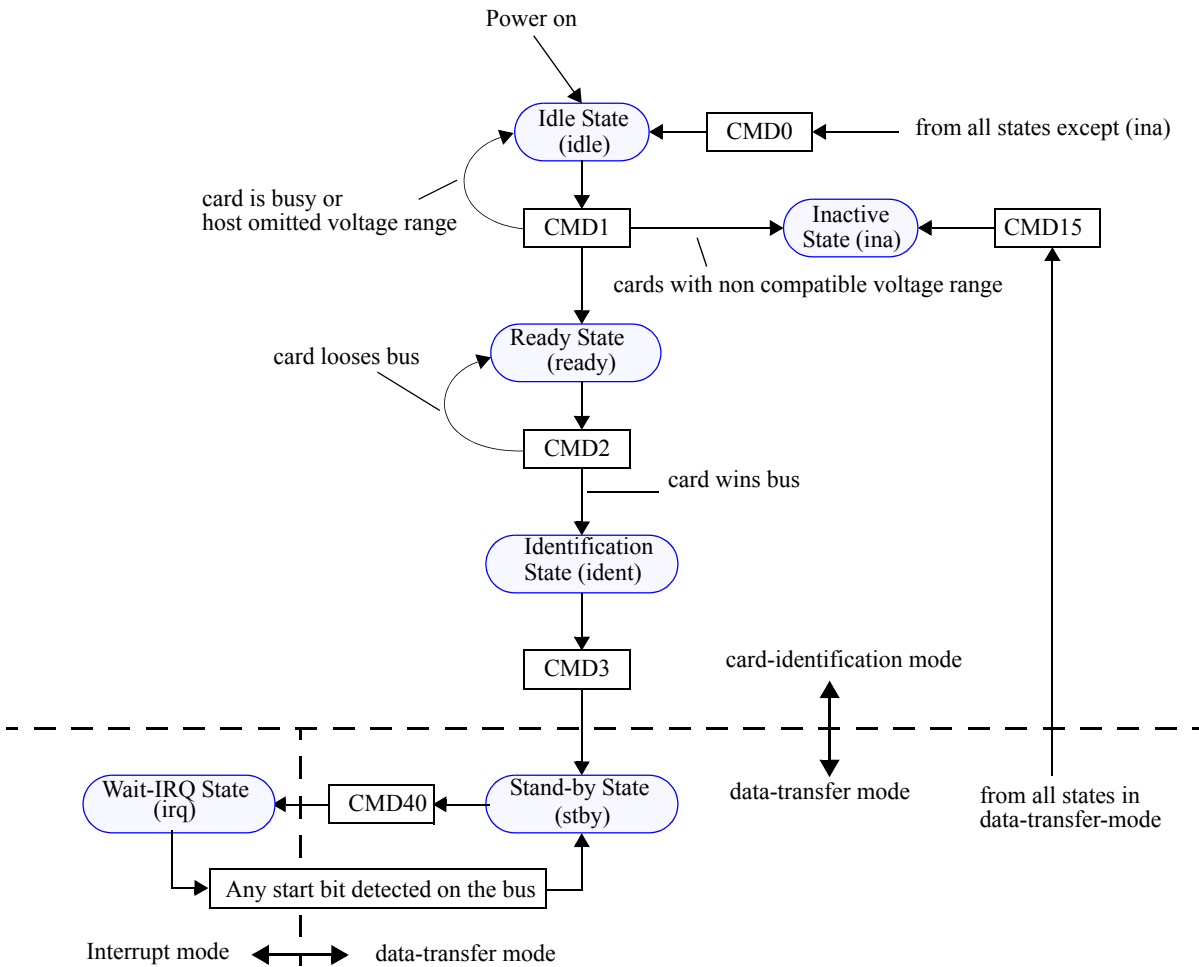 Power on
Idle State
(idle)
CMD0
from all states except (ina)
card is busy or
host omitted voltage range
CMD1
Inactive
State (ina)
CMD15
cards with non compatible voltage range
Ready State
(ready)
card looses bus
CMD2
card wins bus
Identification
State (ident)
CMD3
card-identification mode
data-transfer mode
from all states in
data-transfer-mode
Wait-IRQ State
(irq)
CMD40
Stand-by State
(stby)
Any start bit detected on the bus
Interrupt mode
data-transfer mode